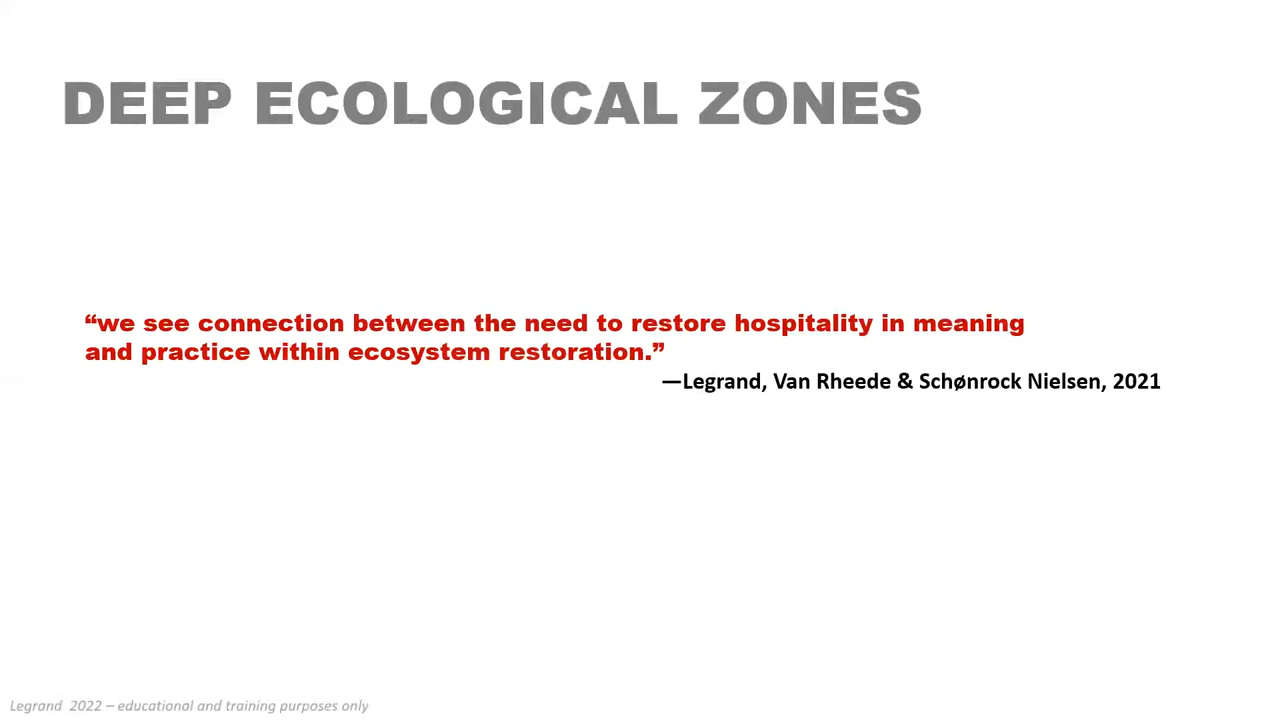 DEEP ECOLOGICAL ZONES
“we see connection between the need to restore hospitality in meaning
and practice within ecosystem restoration.”
—Legrand, Van Rheede & Schønrock Nielsen, 2021
Legrand  2022 – educational and training purposes only